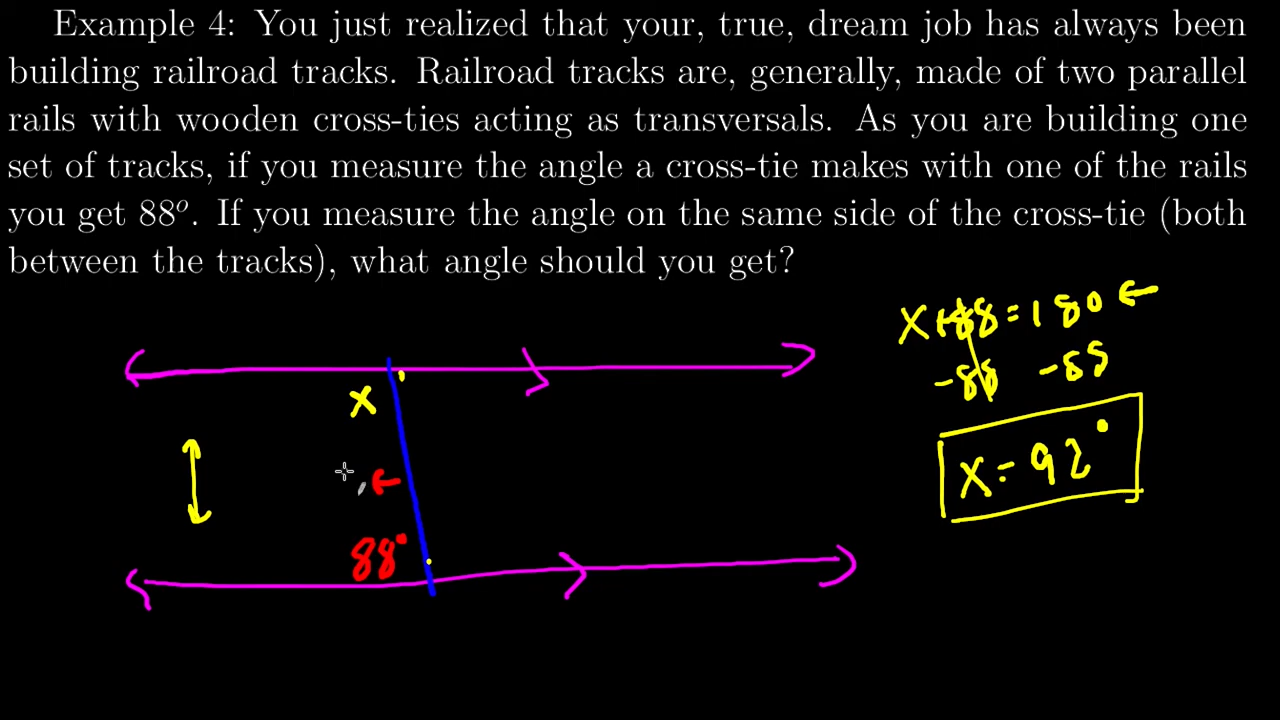 Example 4: You just realized that your, true, dream job has always been
building railroad tracks. Railroad tracks are, generally, made of two parallel
rails with wooden cross-ties acting as transversals. As you are building one
set of tracks, if you measure the angle a cross-tie makes with one of the rails
you get 88º. If you measure the angle on the same side of the cross-tie (both
between the tracks), what angle should you get?
x+88=180
-88 -88
x=92°
x
88°